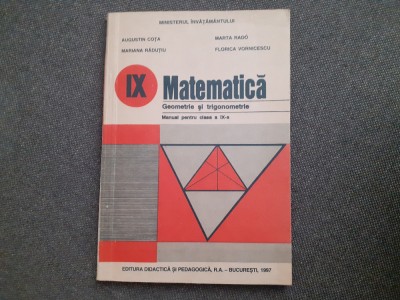 MINISTERUL ÎNVĂȚĂMÂNTULUI
AUGUSTIN COȚA MARTA RADÓ
MARIANA RĂDUȚIU FLORICA VORNICESCU
IX Matematică
Geometrie și trigonometrie
Manual pentru clasa a IX-a
EDITURA DIDACTICĂ ȘI PEDAGOGICĂ, R.A. – BUCUREȘTI, 1997